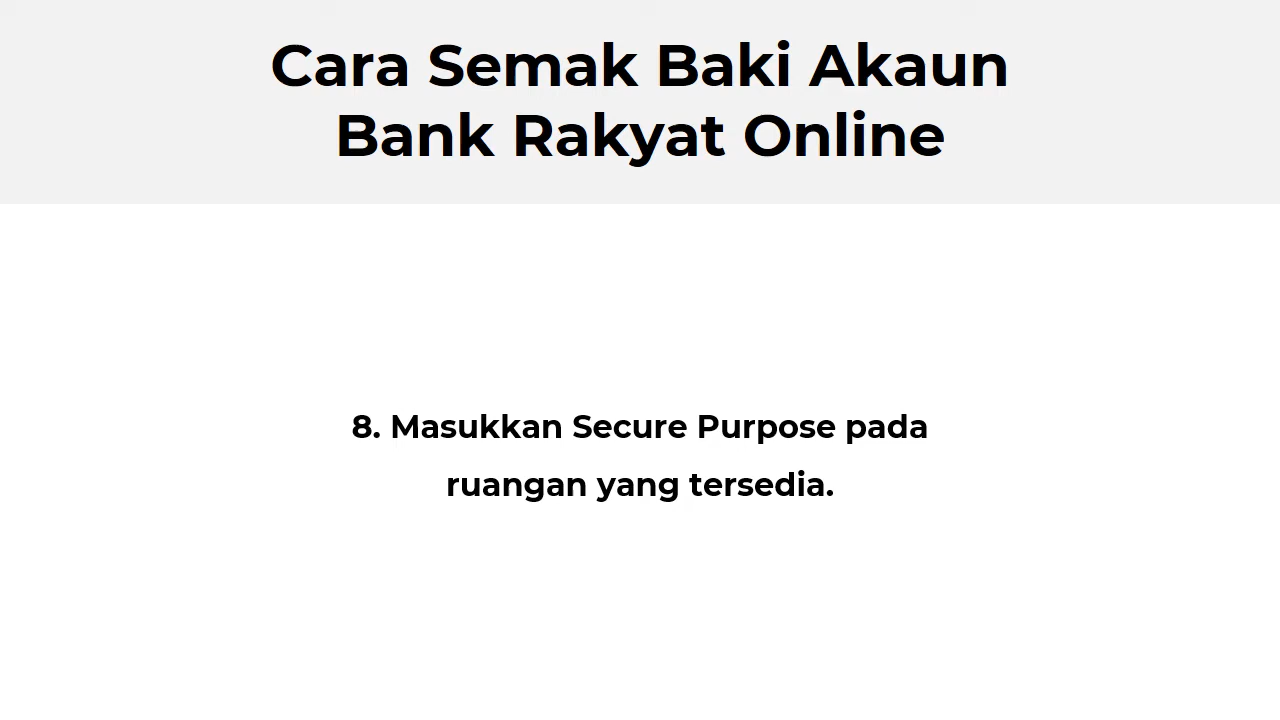 Cara Semak Baki Akaun
Bank Rakyat Online
8. Masukkan Secure Purpose pada
ruangan yang tersedia.